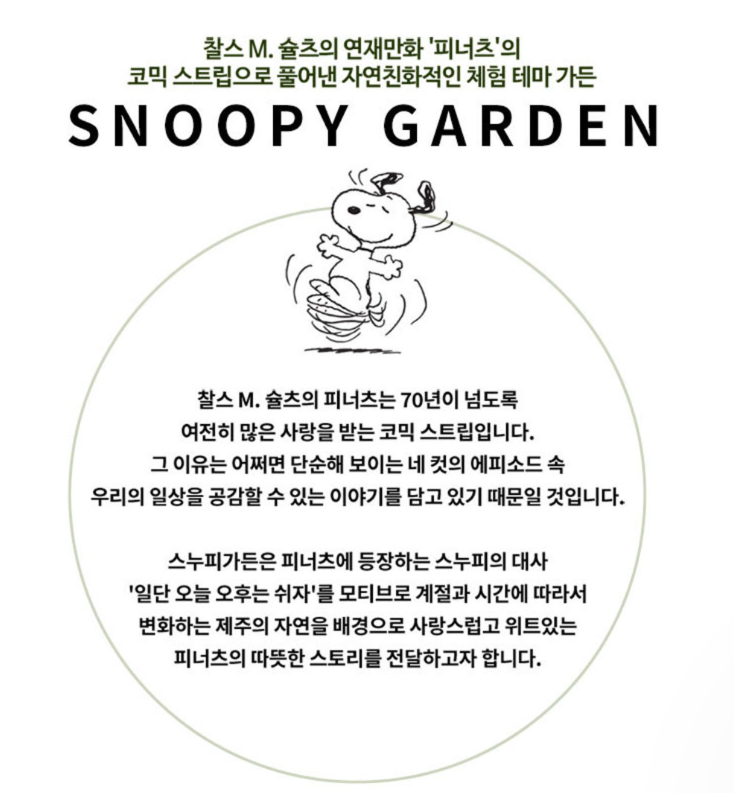 찰스 M. 슐츠의 연재만화 '피너츠'의
코믹 스트립으로 풀어낸 자연친화적인 체험 테마 가든
SNOOPY GARDEN
찰스 M. 슐츠의 피너츠는 70년이 넘도록
여전히 많은 사랑을 받는 코믹 스트립입니다.
그 이유는 어쩌면 단순해 보이는 네 컷의 에피소드 속
우리의 일상을 공감할 수 있는 이야기를 담고 있기 때문일 것입니다.
스누피가든은 피너츠에 등장하는 스누피의 대사
'일단 오늘 오후는 쉬자'를 모티브로 계절과 시간에 따라서
변화하는 제주의 자연을 배경으로 사랑스럽고 위트있는
피너츠의 따뜻한 스토리를 전달하고자 합니다.